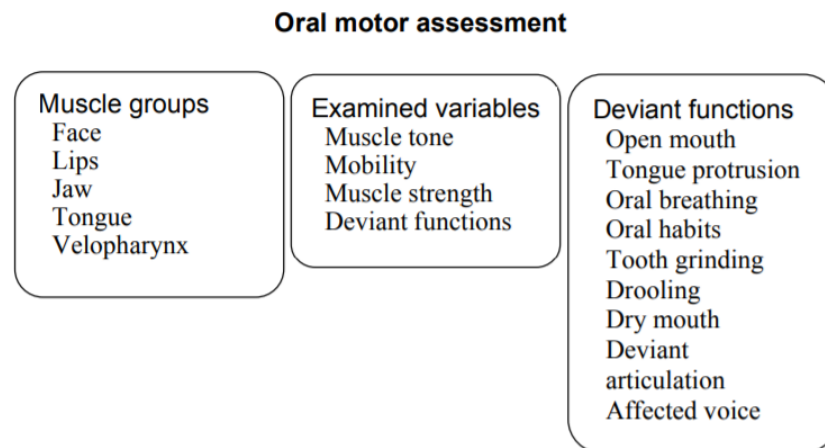 Oral motor assessment
Muscle groups
Face
Lips
Jaw
Tongue
Velopharynx
Examined variables
Muscle tone
Mobility
Muscle strength
Deviant functions
Deviant functions
Open mouth
Tongue protrusion
Oral breathing
Oral habits
Tooth grinding
Drooling
Dry mouth
Deviant
articulation
Affected voice